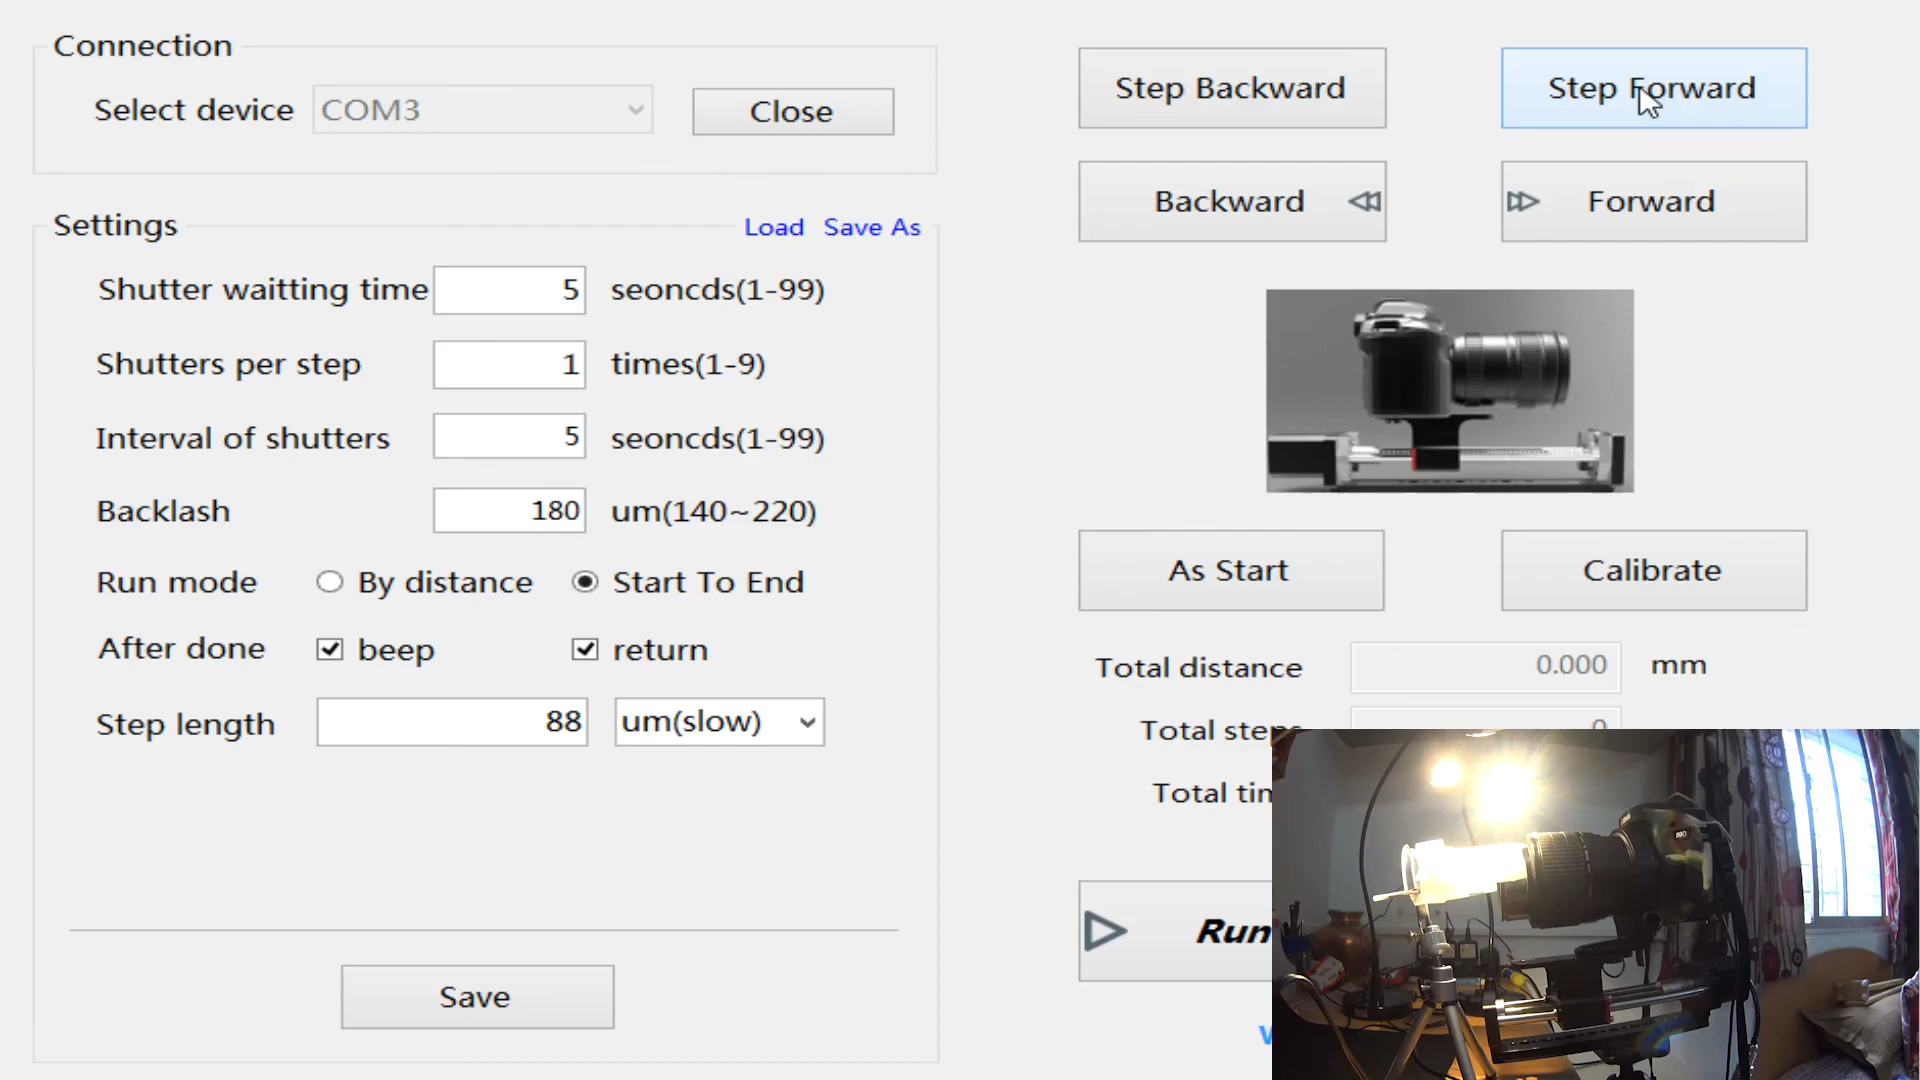 Connection
Select device COM3 Close
Settings Load Save As
Shutter waitting time 5 seoncds(1-99)
Shutters per step 1 times(1-9)
Interval of shutters 5 seoncds(1-99)
Backlash 180 um(140~220)
Run mode By distance Start To End
After done beep return
Step length 88 um(slow)
Save
Step Backward Step Forward
Backward Forward
As Start Calibrate
Total distance 0.000 mm
Total steps 0
Total
Run